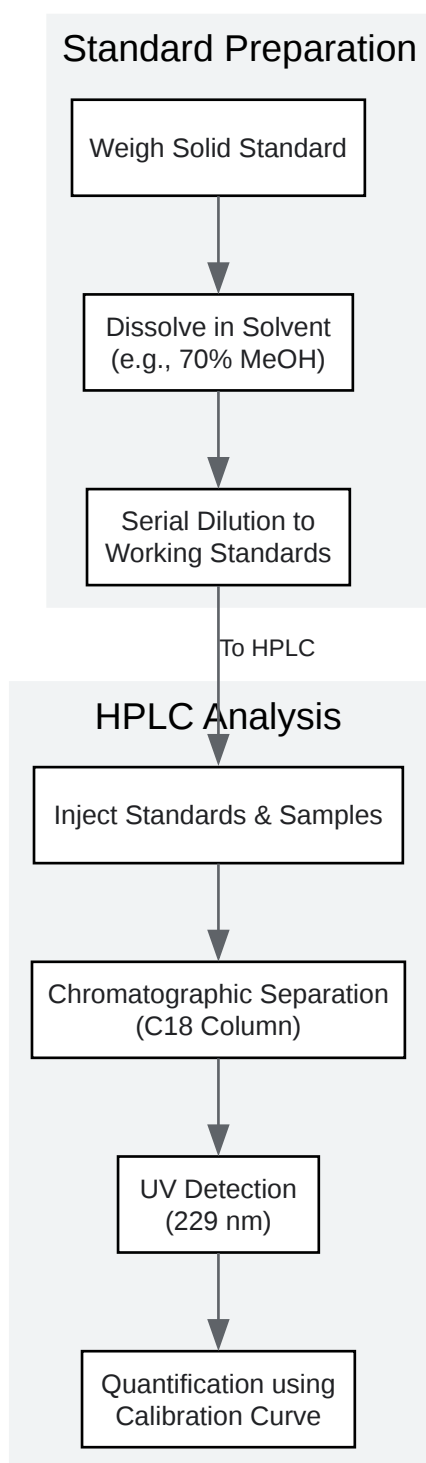 Standard Preparation
Weigh Solid Standard
Dissolve in Solvent
(e.g., 70% MeOH)
Serial Dilution to
Working Standards
To HPLC
HPLC Analysis
Inject Standards & Samples
Chromatographic Separation
(C18 Column)
UV Detection
(229 nm)
Quantification using
Calibration Curve